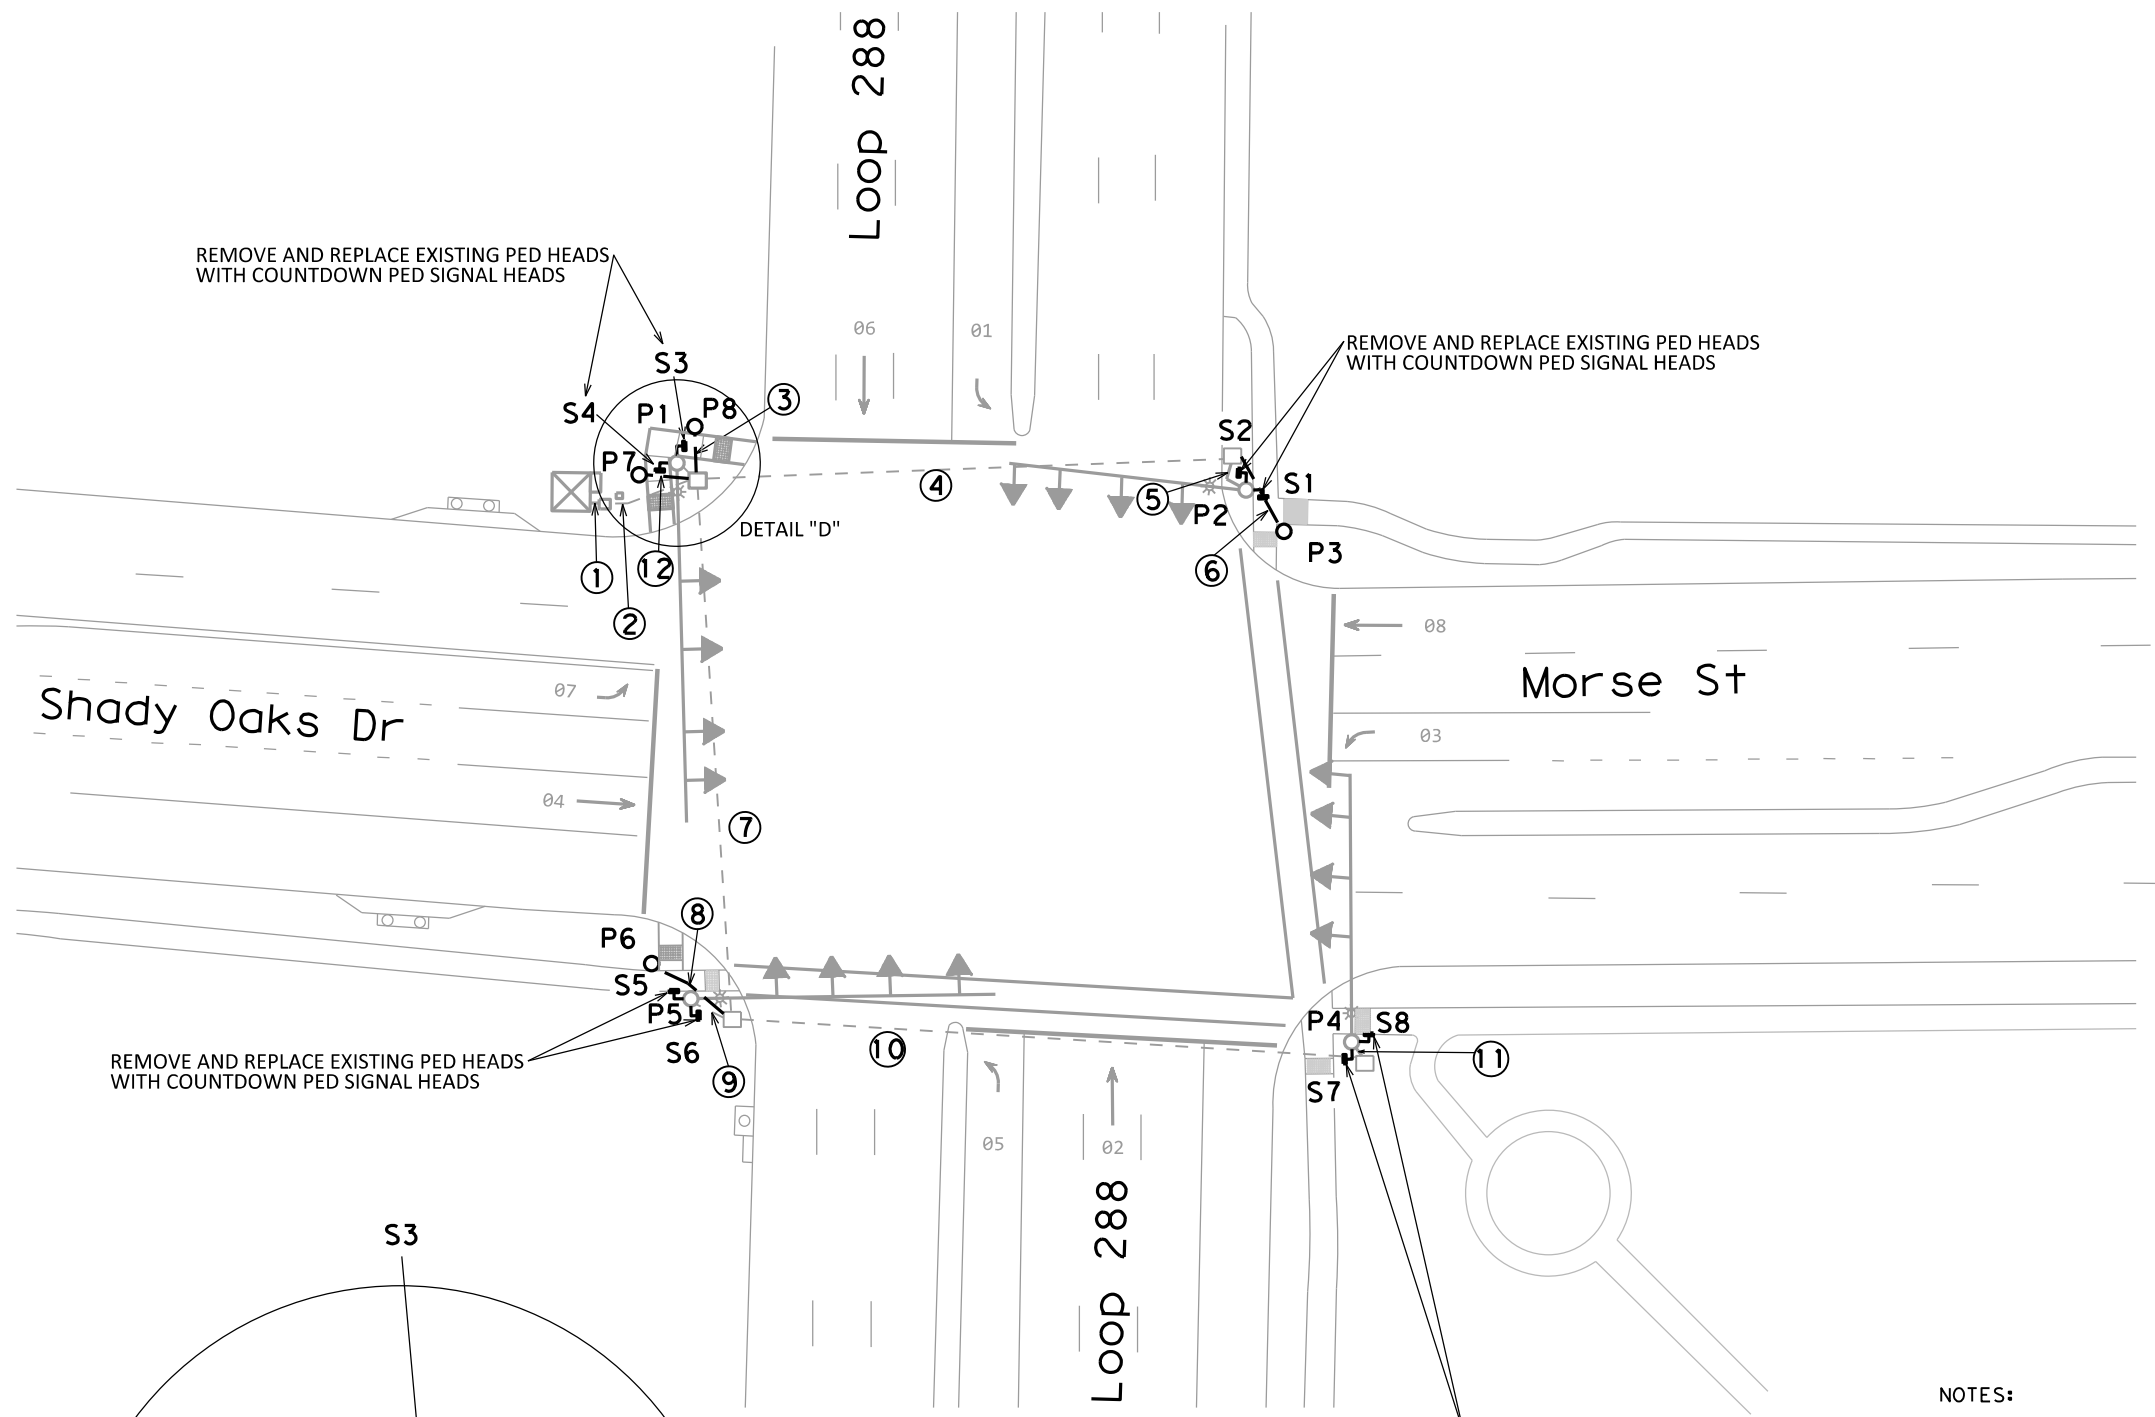 Loop 288
REMOVE AND REPLACE EXISTING PED HEADS
WITH COUNTDOWN PED SIGNAL HEADS
06
01
REMOVE AND REPLACE EXISTING PED HEADS
WITH COUNTDOWN PED SIGNAL HEADS
S3
S4
P1
P8
3
P7
S2
S1
4
5
P2
DETAIL "D"
P3
1
12
6
2
08
07
Shady Oaks Dr
Morse St
03
04
7
8
P6
S5
P5
S6
10
9
P4
S8
11
S7
REMOVE AND REPLACE EXISTING PED HEADS
WITH COUNTDOWN PED SIGNAL HEADS
05
02
Loop 288
S3
NOTES: